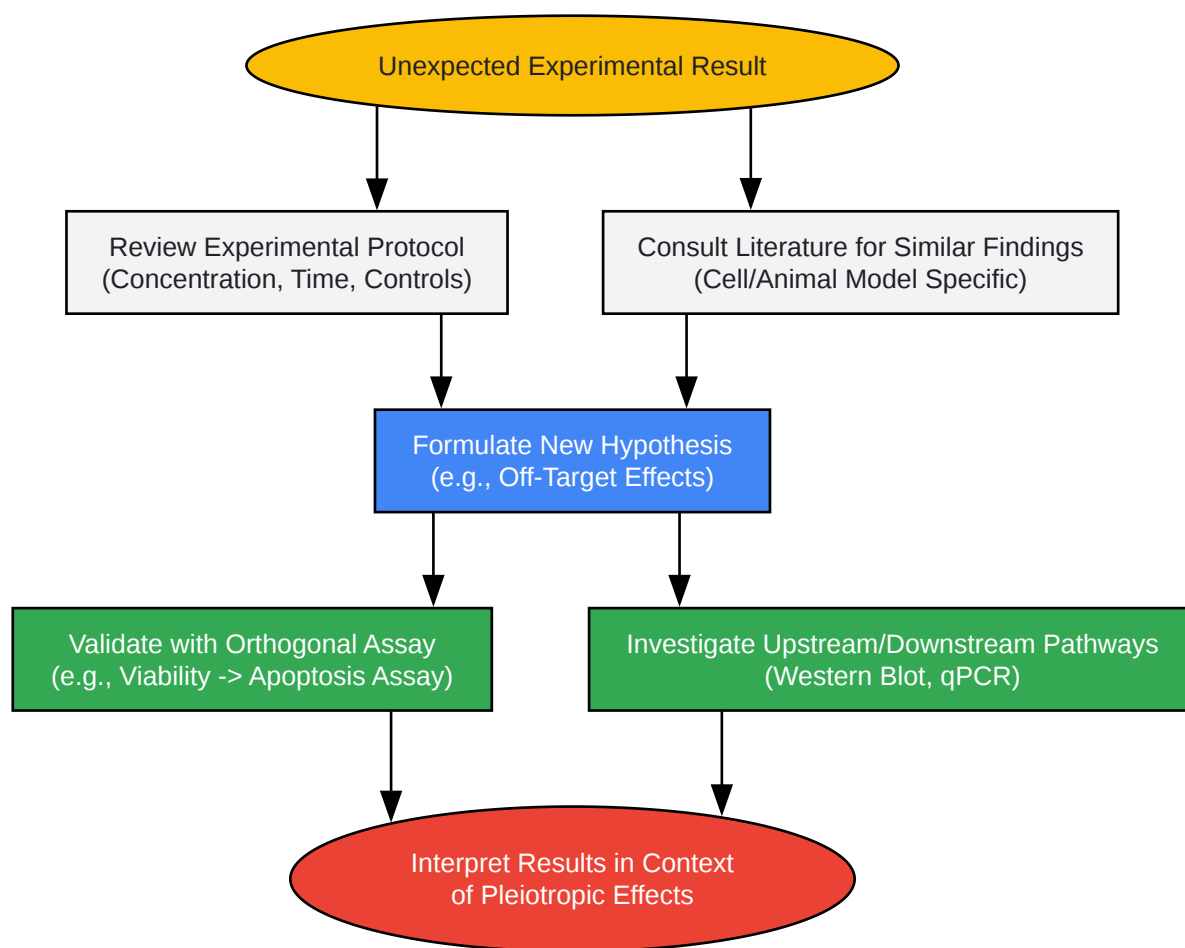 Unexpected Experimental Result
Review Experimental Protocol
(Concentration, Time, Controls)
Consult Literature for Similar Findings
(Cell/Animal Model Specific)
Formulate New Hypothesis
(e.g., Off-Target Effects)
Validate with Orthogonal Assay
(e.g., Viability -> Apoptosis Assay)
Investigate Upstream/Downstream Pathways
(Western Blot, qPCR)
Interpret Results in Context
of Pleiotropic Effects